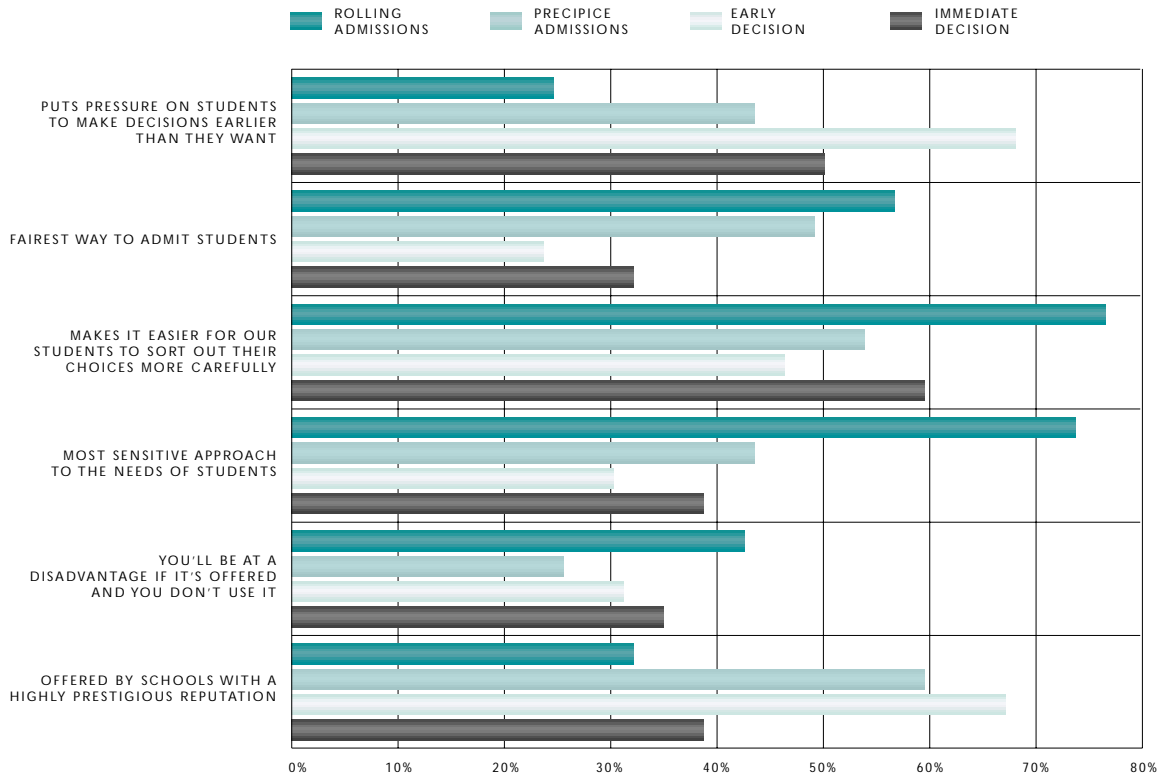 ROLLING
ADMISSIONS
PRECIPICE
ADMISSIONS
EARLY
DECISION
IMMEDIATE
DECISION
PUTS PRESSURE ON STUDENTS
TO MAKE DECISIONS EARLIER
THAN THEY WANT
FAIREST WAY TO ADMIT STUDENTS
MAKES IT EASIER FOR OUR
STUDENTS TO SORT OUT THEIR
CHOICES MORE CAREFULLY
MOST SENSITIVE APPROACH
TO THE NEEDS OF STUDENTS
YOU'LL BE AT A
DISADVANTAGE IF IT'S OFFERED
AND YOU DON'T USE IT
OFFERED BY SCHOOLS WITH A
HIGHLY PRESTIGIOUS REPUTATION
0% 10% 20% 30% 40% 50% 60% 70% 80%